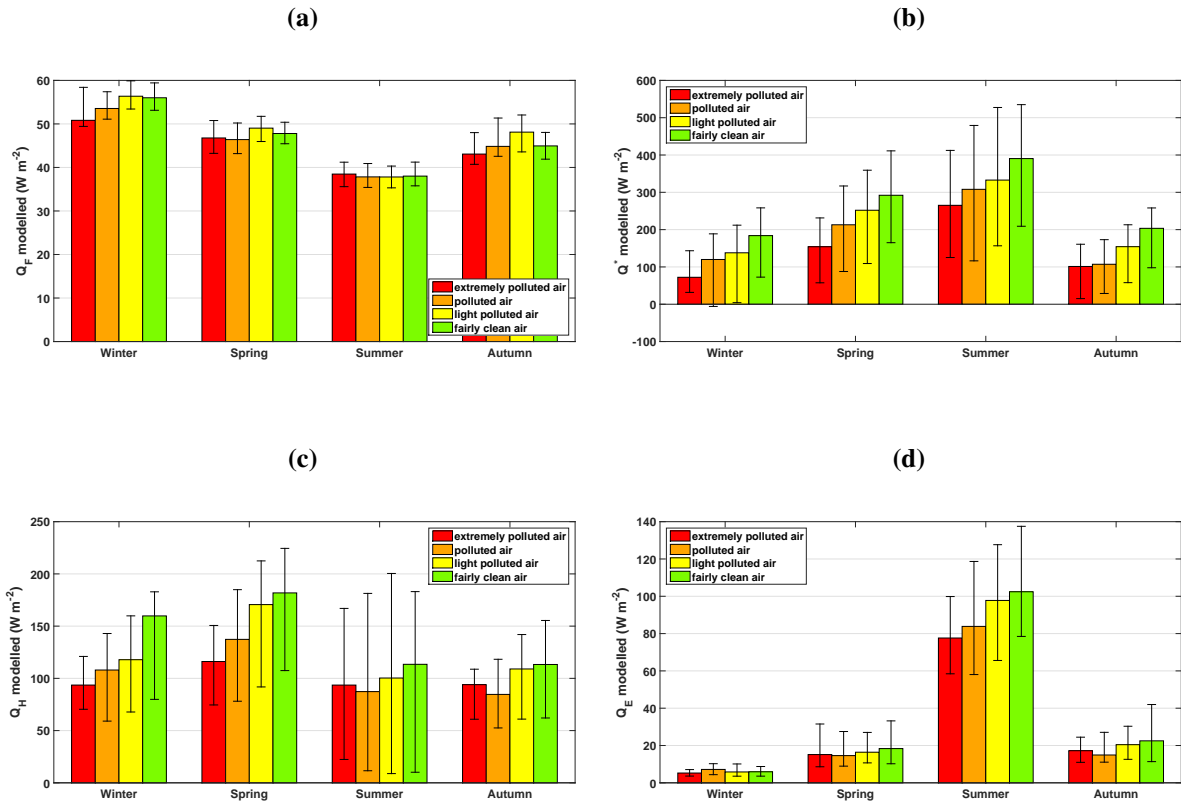 (a)
60
50
40
30
20
10
0
Q_F modelled (W m⁻²)
Winter Spring Summer Autumn
extremely polluted air
polluted air
light polluted air
fairly clean air
(b)
600
500
400
300
200
100
0
-100
Q* modelled (W m⁻²)
extremely polluted air
polluted air
light polluted air
fairly clean air
Winter Spring Summer Autumn
(c)
250
200
150
100
50
0
Q_H modelled (W m⁻²)
extremely polluted air
polluted air
light polluted air
fairly clean air
Winter Spring Summer Autumn
(d)
140
120
100
80
60
40
20
0
Q_E modelled (W m⁻²)
extremely polluted air
polluted air
light polluted air
fairly clean air
Winter Spring Summer Autumn